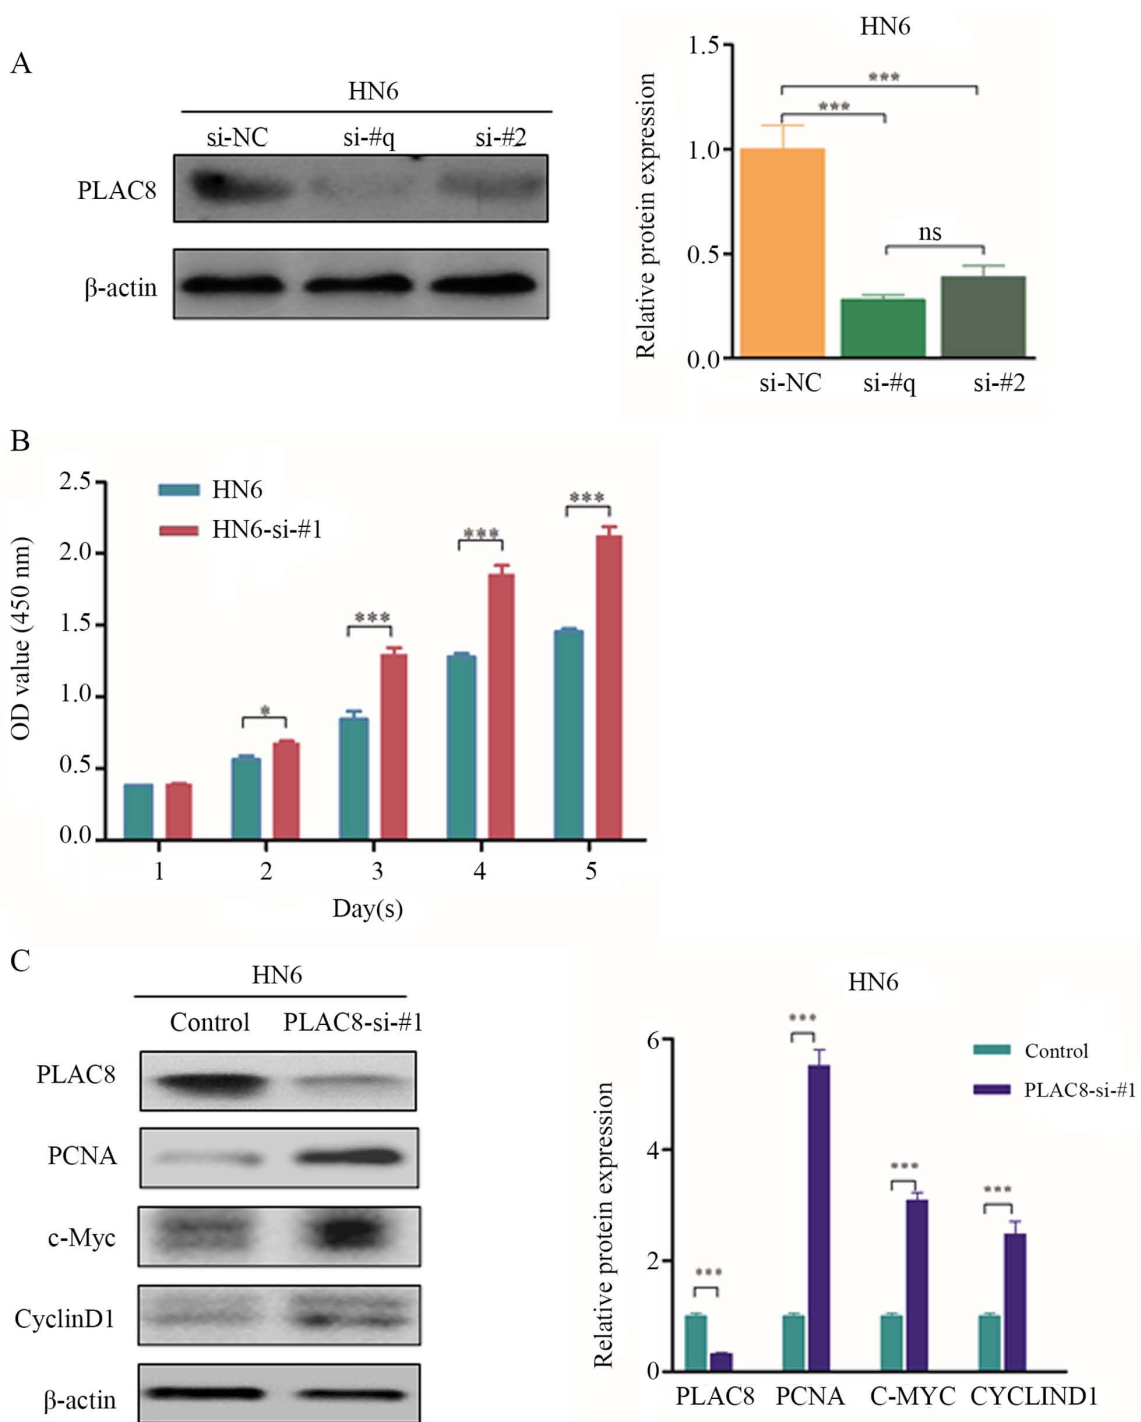 A
HN6
si-NC si-#q si-#2
PLAC8
β-actin
HN6
Relative protein expression
1.5
1.0
0.5
0.0
***
***
ns
si-NC si-#q si-#2
B
OD value (450 nm)
2.5
2.0
1.5
1.0
0.5
0.0
HN6
HN6-si-#1
*
***
***
***
1 2 3 4 5
Day(s)
C
HN6
Control PLAC8-si-#1
PLAC8
PCNA
c-Myc
CyclinD1
β-actin
HN6
Relative protein expression
6
4
2
0
Control
PLAC8-si-#1
***
***
***
***
PLAC8 PCNA C-MYC CYCLIND1